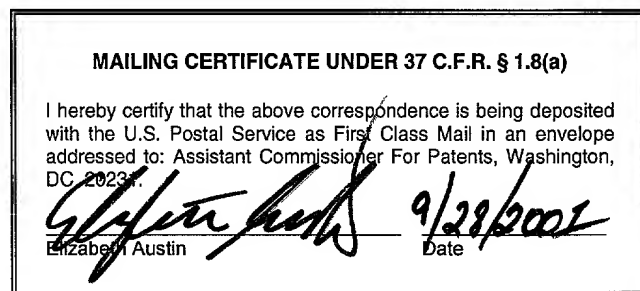 MAILING CERTIFICATE UNDER 37 C.F.R. § 1.8(a)
I hereby certify that the above correspondence is being deposited
with the U.S. Postal Service as First Class Mail in an envelope
addressed to: Assistant Commissioner For Patents, Washington,
DC 20231.
Elizabeth Austin 9/28/2001
Elizabeth Austin Date